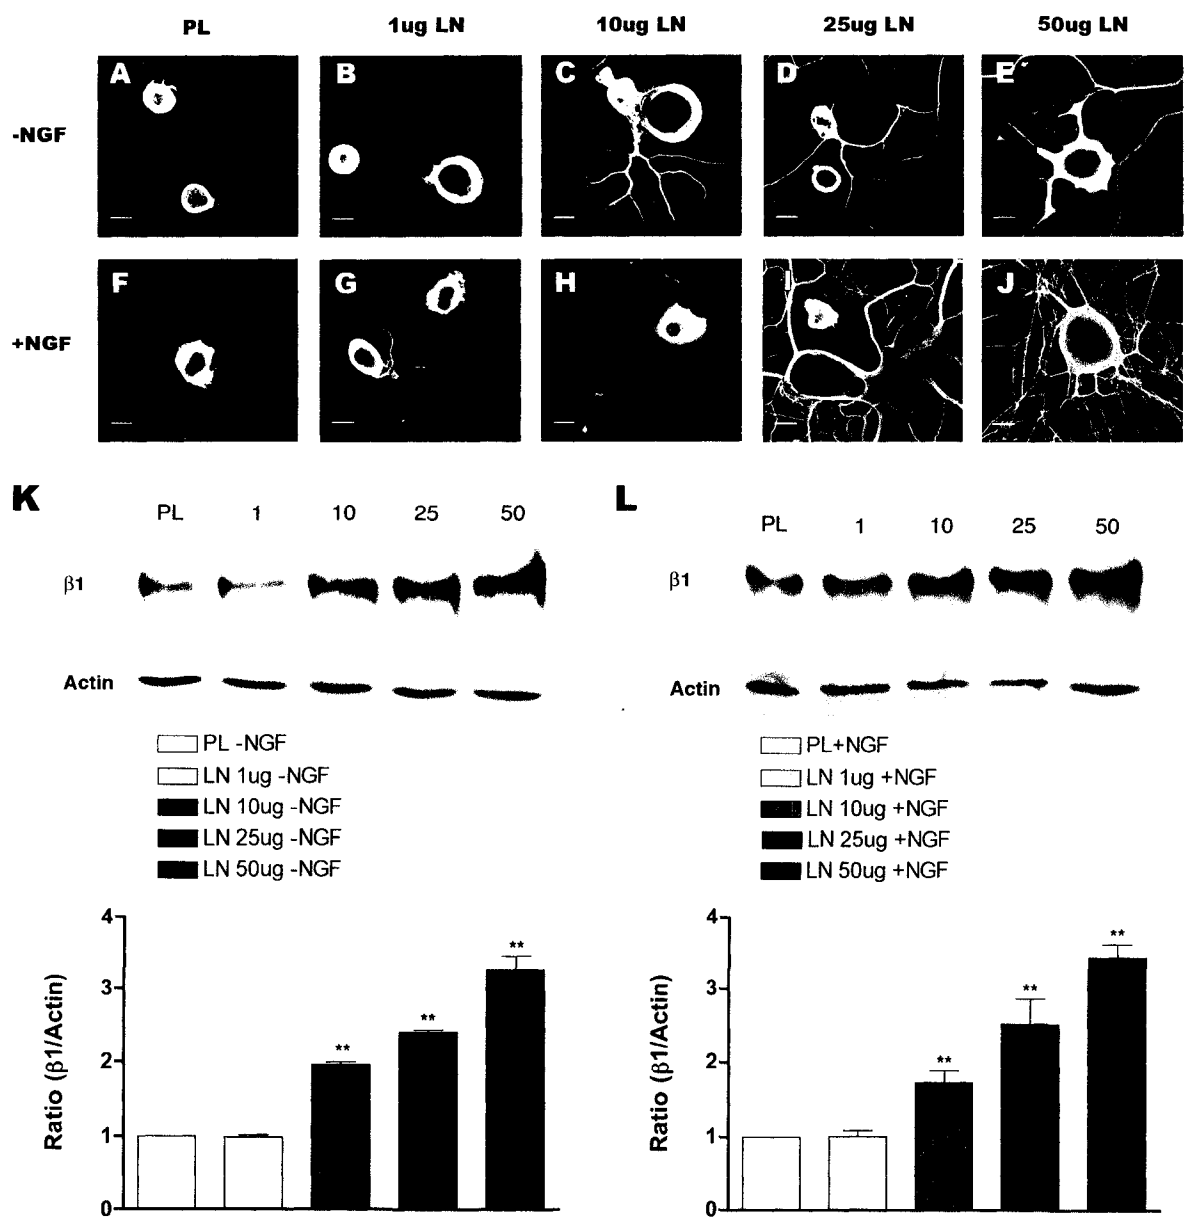 PL 1ug LN 10ug LN 25ug LN 50ug LN
-NGF A B C D E
+NGF F G H I J
K
PL 1 10 25 50
β1
Actin
PL -NGF
LN 1ug -NGF
LN 10ug -NGF
LN 25ug -NGF
LN 50ug -NGF
Ratio (β1/Actin)
4
3
2
1
0
**
**
**
L
PL 1 10 25 50
β1
Actin
PL+NGF
LN 1ug +NGF
LN 10ug +NGF
LN 25ug +NGF
LN 50ug +NGF
Ratio (β1/Actin)
4
3
2
1
0
**
**
**